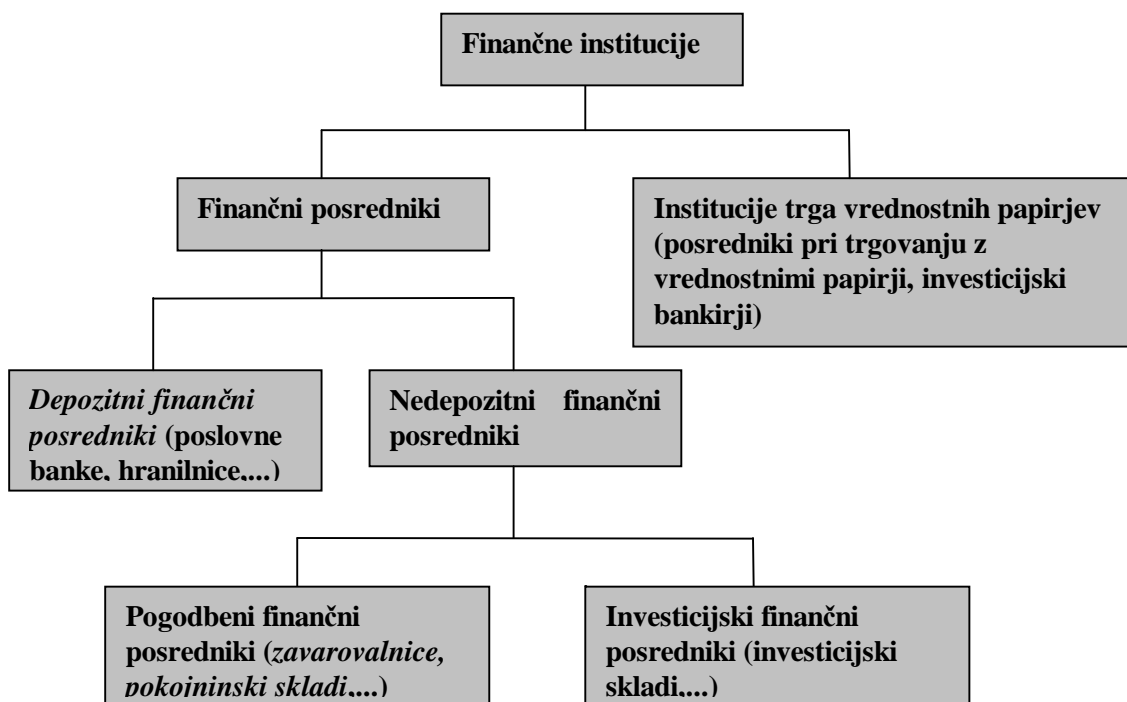 Finančne institucije
Finančni posredniki
Institucije trga vrednostnih papirjev
(posredniki pri trgovanju z
vrednostnimi papirji, investicijski
bankirji)
Depozitni finančni
posredniki (poslovne
banke, hranilnice,...)
Nedepozitni finančni
posredniki
Pogodbeni finančni
posredniki (zavarovalnice,
pokojninski skladi,...)
Investicijski finančni
posredniki (investicijski
skladi,...)